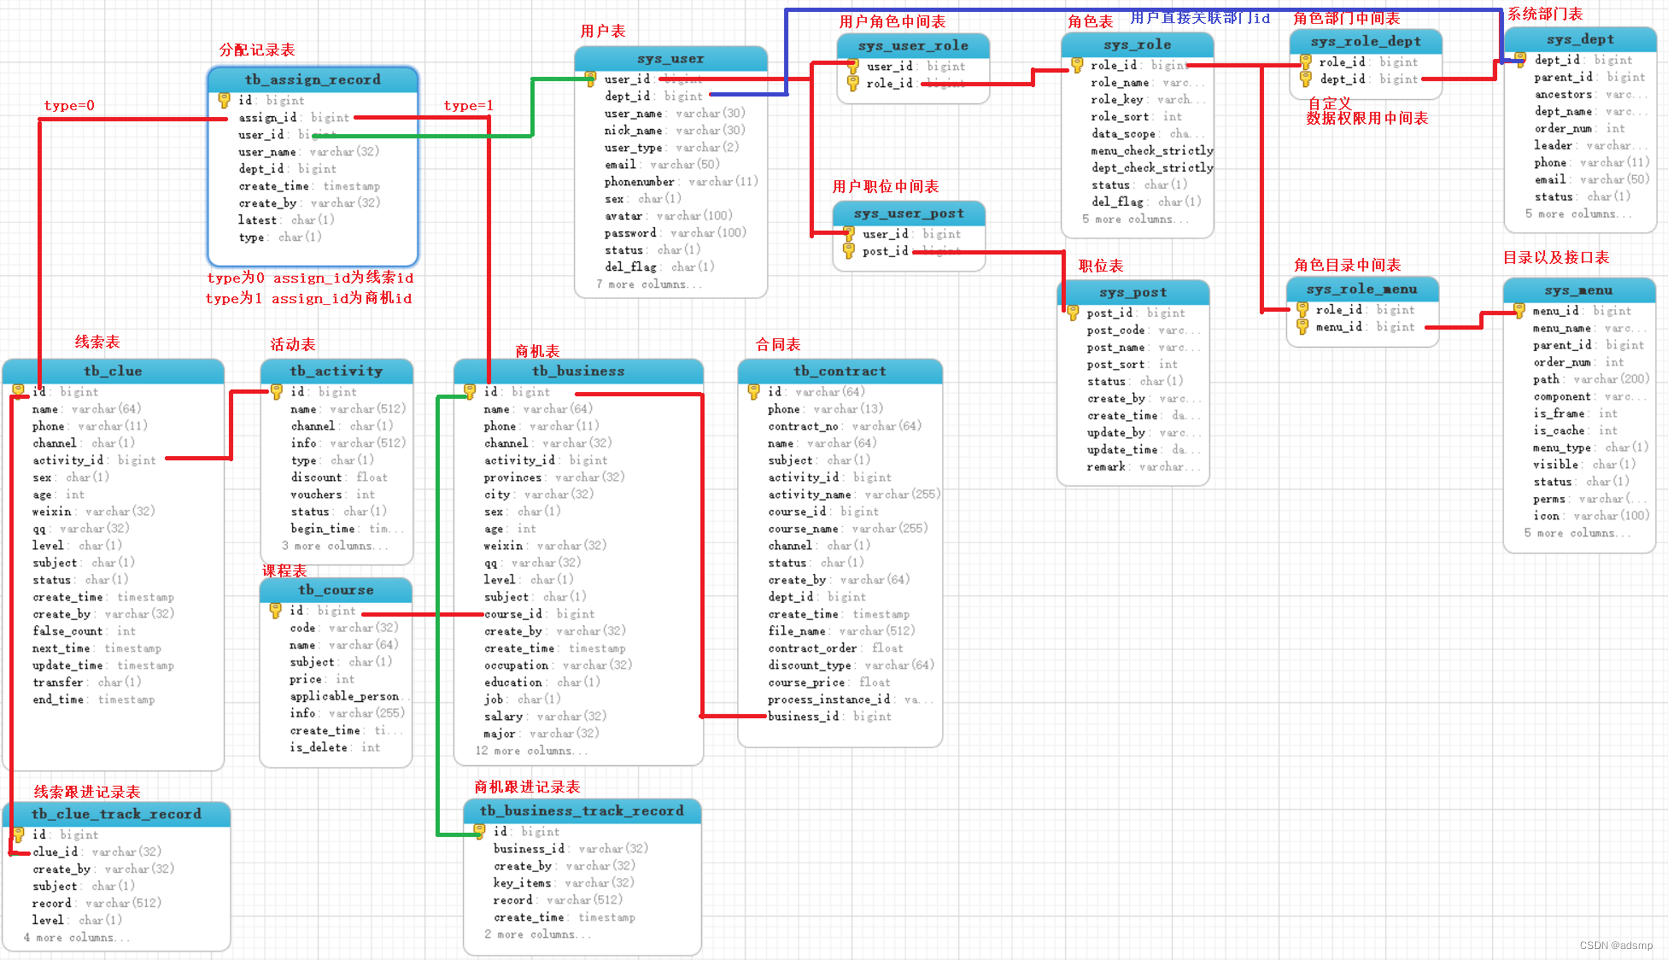 分配记录表
tb_assign_record
id: bigint
assign_id: bigint
user_id: bigint
user_name: varchar(32)
dept_id: bigint
create_time: timestamp
create_by: varchar(32)
latest: char(1)
type: char(1)
type=0
type=1
type为0 assign_id为线索id
type为1 assign_id为商机id
用户表
sys_user
user_id: bigint
dept_id: bigint
user_name: varchar(30)
nick_name: varchar(30)
user_type: varchar(2)
email: varchar(50)
phonenumber: varchar(11)
sex: char(1)
avatar: varchar(100)
password: varchar(100)
status: char(1)
del_flag: char(1)
7 more columns...
用户角色中间表
sys_user_role
user_id: bigint
role_id: bigint
用户职位中间表
sys_user_post
user_id: bigint
post_id: bigint
角色表
用户直接关联部门id
sys_role
role_id: bigint
role_name: varc...
role_key: varch...
role_sort: int
data_scope: cha...
menu_check_strictly
dept_check_strictly
status: char(1)
del_flag: char(1)
5 more columns...
角色部门中间表
sys_role_dept
role_id: bigint
dept_id: bigint
自定义
数据权限用中间表
系统部门表
sys_dept
dept_id: bigint
parent_id: bigint
ancestors: varc...
dept_name: varc...
order_num: int
leader: varchar...
phone: varchar(11)
email: varchar(50)
status: char(1)
5 more columns...
职位表
sys_post
post_id: bigint
post_code: varc...
post_name: varc...
post_sort: int
status: char(1)
create_by: varc...
create_time: da...
update_by: varc...
update_time: da...
remark: varchar...
角色目录中间表
sys_role_menu
role_id: bigint
menu_id: bigint
目录以及接口表
sys_menu
menu_id: bigint
menu_name: varc...
parent_id: bigint
order_num: int
path: varchar(200)
component: varc...
is_frame: int
is_cache: int
menu_type: char(1)
visible: char(1)
status: char(1)
perms: varchar(...
icon: varchar(100)
5 more columns...
线索表
tb_clue
id: bigint
name: varchar(64)
phone: varchar(11)
channel: char(1)
activity_id: bigint
sex: char(1)
age: int
weixin: varchar(32)
qq: varchar(32)
level: char(1)
subject: char(1)
status: char(1)
create_time: timestamp
create_by: varchar(32)
false_count: int
next_time: timestamp
update_time: timestamp
transfer: char(1)
end_time: timestamp
活动表
tb_activity
id: bigint
name: varchar(512)
channel: char(1)
info: varchar(512)
type: char(1)
discount: float
vouchers: int
status: char(1)
begin_time: tim...
3 more columns...
课程表
tb_course
id: bigint
code: varchar(32)
name: varchar(64)
subject: char(1)
price: int
applicable_person...
info: varchar(255)
create_time: ti...
is_delete: int
商机表
tb_business
id: bigint
name: varchar(64)
phone: varchar(11)
channel: varchar(32)
activity_id: bigint
provinces: varchar(32)
city: varchar(32)
sex: char(1)
age: int
weixin: varchar(32)
qq: varchar(32)
level: char(1)
subject: char(1)
course_id: bigint
create_by: varchar(32)
create_time: timestamp
occupation: varchar(32)
education: char(1)
job: char(1)
salary: varchar(32)
major: varchar(32)
12 more columns...
合同表
tb_contract
id: varchar(64)
phone: varchar(13)
contract_no: varchar(64)
name: varchar(64)
subject: char(1)
activity_id: bigint
activity_name: varchar(255)
course_id: bigint
course_name: varchar(255)
channel: char(1)
status: char(1)
create_by: varchar(64)
dept_id: bigint
create_time: timestamp
file_name: varchar(512)
contract_order: float
discount_type: varchar(64)
course_price: float
process_instance_id: va...
business_id: bigint
线索跟进记录表
tb_clue_track_record
id: bigint
clue_id: varchar(32)
create_by: varchar(32)
subject: char(1)
record: varchar(512)
level: char(1)
4 more columns...
商机跟进记录表
tb_business_track_record
id: bigint
business_id: varchar(32)
create_by: varchar(32)
key_items: varchar(32)
record: varchar(512)
create_time: timestamp
2 more columns...
CSDN @adsmp